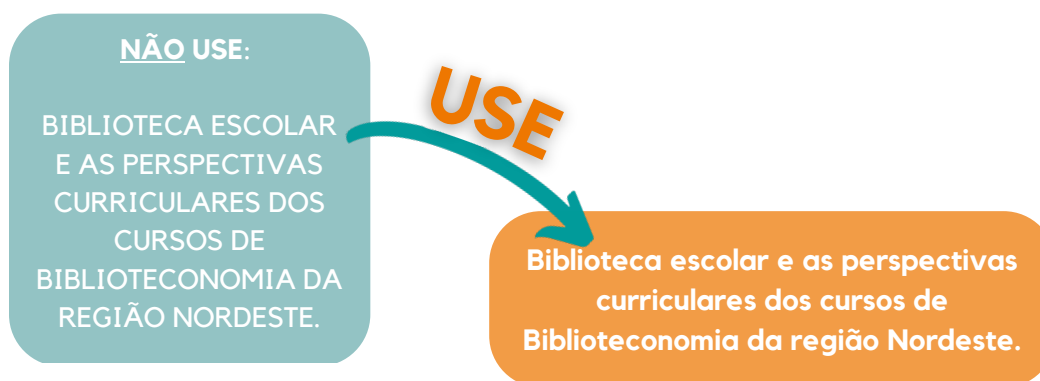 NÃO USE:
BIBLIOTECA ESCOLAR
E AS PERSPECTIVAS
CURRICULARES DOS
CURSOS DE
BIBLIOTECONOMIA DA
REGIÃO NORDESTE.
USE
Biblioteca escolar e as perspectivas
curriculares dos cursos de
Biblioteconomia da região Nordeste.